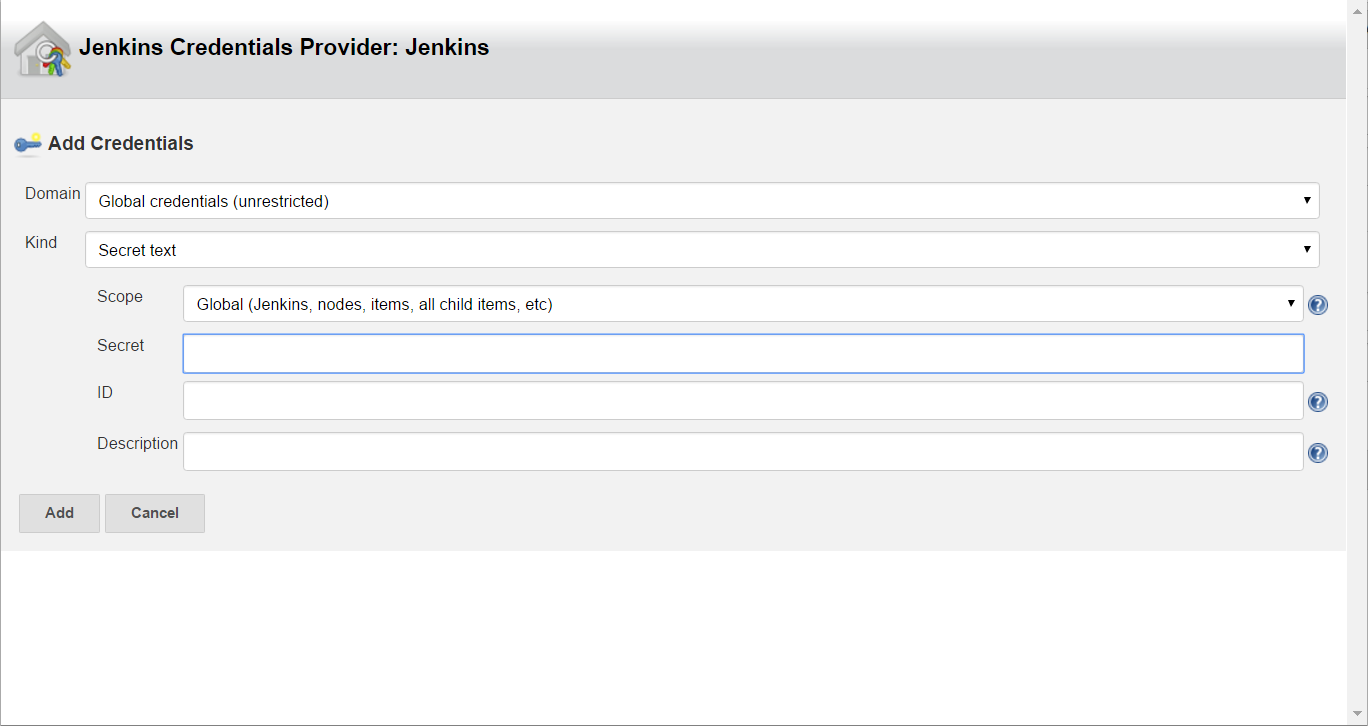 Jenkins Credentials Provider: Jenkins
Add Credentials
Domain Global credentials (unrestricted)
Kind Secret text
Scope Global (Jenkins, nodes, items, all child items, etc)
Secret
ID
Description
Add Cancel